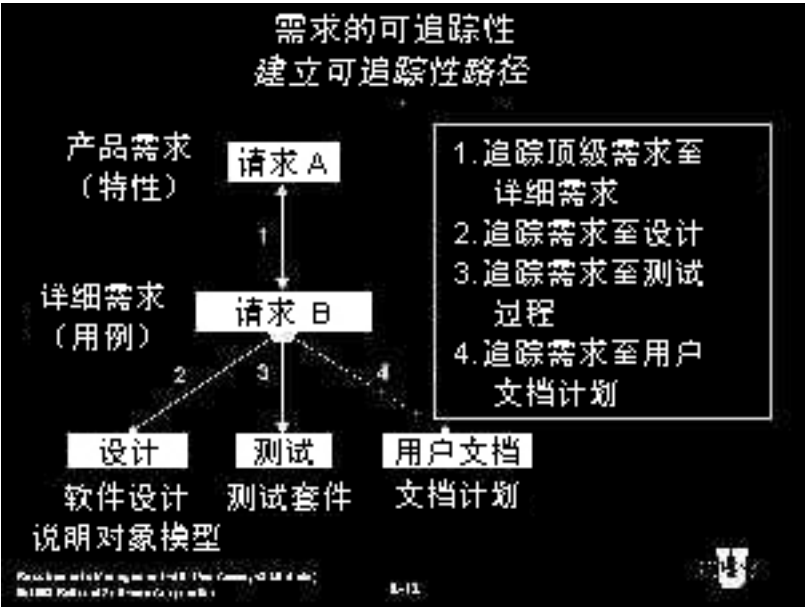 需求的可追踪性
建立可追踪性路径
产品需求
（特性）
请求 A
1
详细需求
（用例）
请求 B
2
3
4
设计
测试
用户文档
软件设计
说明对象模型
测试套件
文档计划
1.追踪顶级需求至
详细需求
2.追踪需求至设计
3.追踪需求至测试
过程
4.追踪需求至用户
文档计划
U